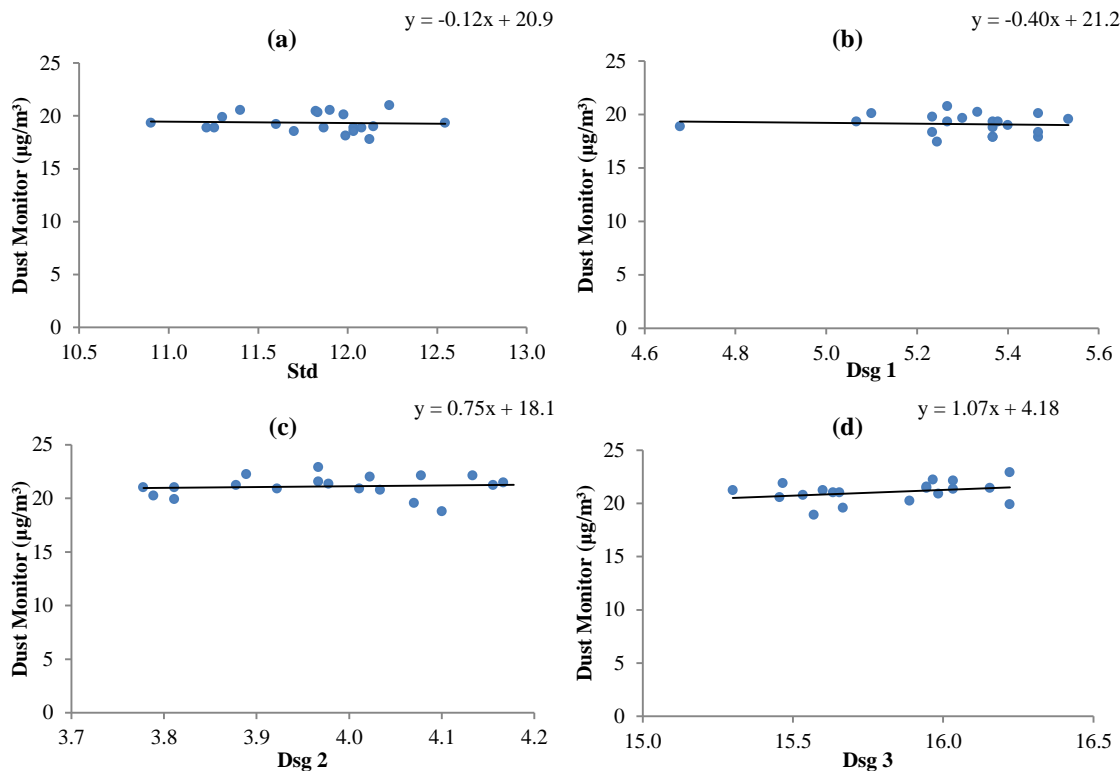 y = -0.12x + 20.9
(a)
Dust Monitor (µg/m³)
25
20
15
10
5
0
10.5 11.0 11.5 12.0 12.5 13.0
Std
y = -0.40x + 21.2
(b)
Dust Monitor (µg/m³)
25
20
15
10
5
0
4.6 4.8 5.0 5.2 5.4 5.6
Dsg 1
y = 0.75x + 18.1
(c)
Dust Monitor (µg/m³)
25
20
15
10
5
0
3.7 3.8 3.9 4.0 4.1 4.2
Dsg 2
y = 1.07x + 4.18
(d)
Dust Monitor (µg/m³)
25
20
15
10
5
0
15.0 15.5 16.0 16.5
Dsg 3